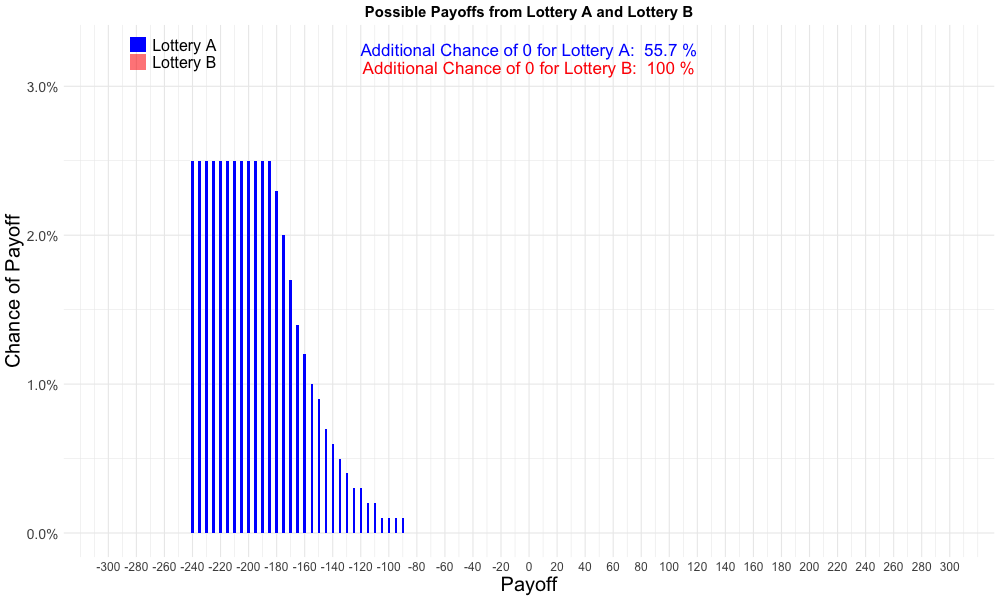 Possible Payoffs from Lottery A and Lottery B
Lottery A
Lottery B
Additional Chance of 0 for Lottery A:  55.7 %
Additional Chance of 0 for Lottery B:  100 %
Chance of Payoff
3.0%
2.0%
1.0%
0.0%
-300 -280 -260 -240 -220 -200 -180 -160 -140 -120 -100 -80 -60 -40 -20 0 20 40 60 80 100 120 140 160 180 200 220 240 260 280 300
Payoff